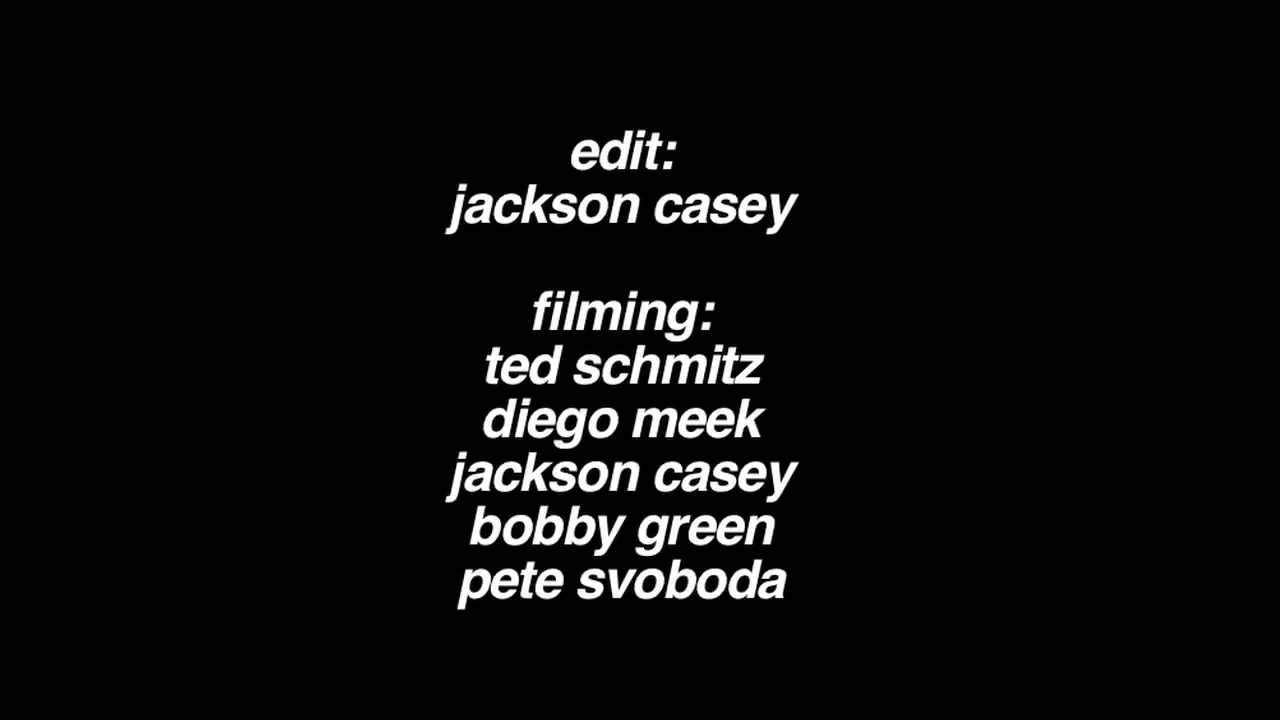 edit:
jackson casey
filming:
ted schmitz
diego meek
jackson casey
bobby green
pete svoboda